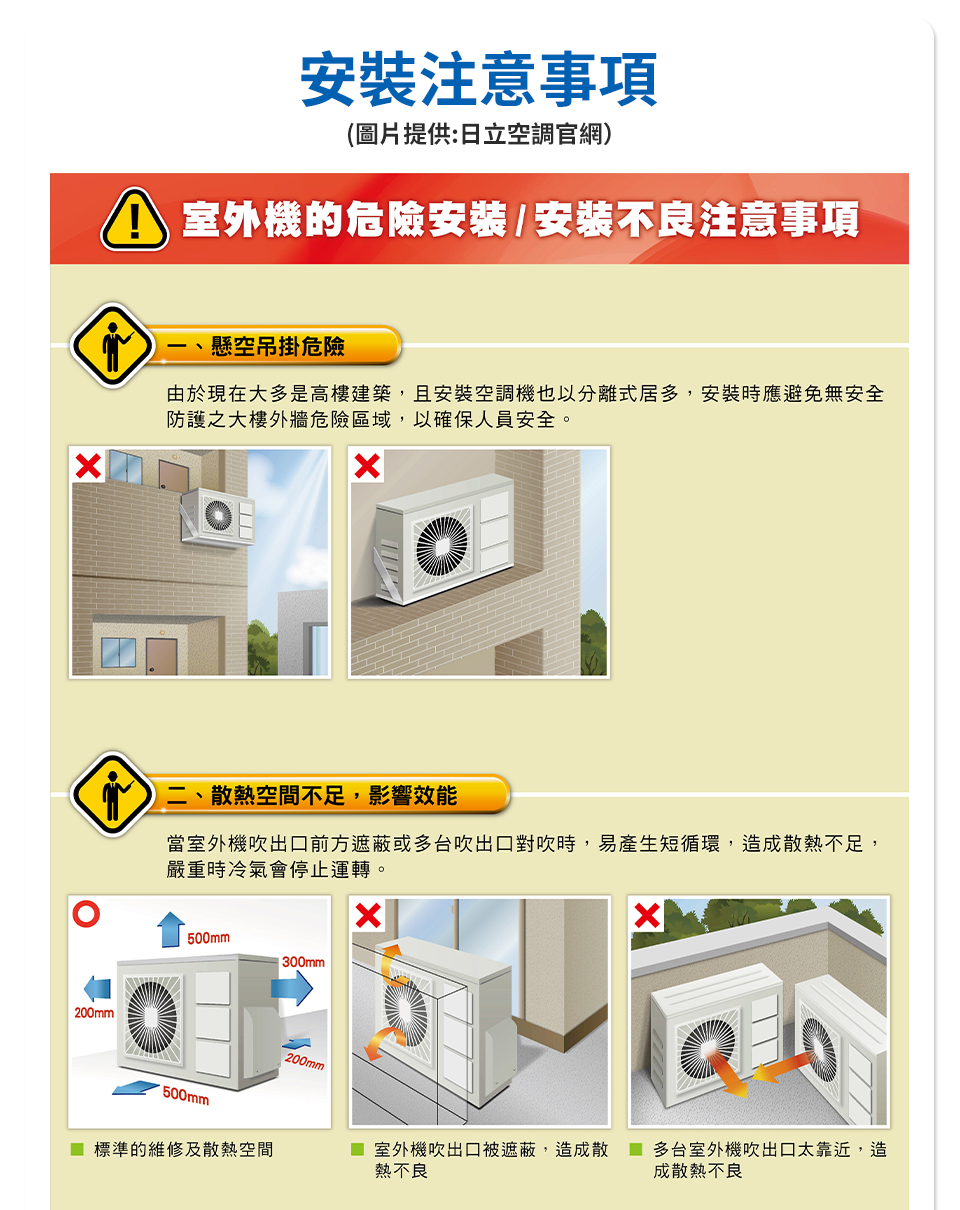 安裝注意事項
(圖片提供:日立空調官網)
室外機的危險安裝/安裝不良注意事項
一、懸空吊掛危險
由於現在大多是高樓建築，且安裝空調機也以分離式居多，安裝時應避免無安全
防護之大樓外牆危險區域，以確保人員安全。
二、散熱空間不足，影響效能
當室外機吹出口前方遮蔽或多台吹出口對吹時，易產生短循環，造成散熱不足，
嚴重時冷氣會停止運轉。
500mm
300mm
200mm
200mm
500mm
標準的維修及散熱空間
室外機吹出口被遮蔽，造成散
熱不良
多台室外機吹出口太靠近，造
成散熱不良